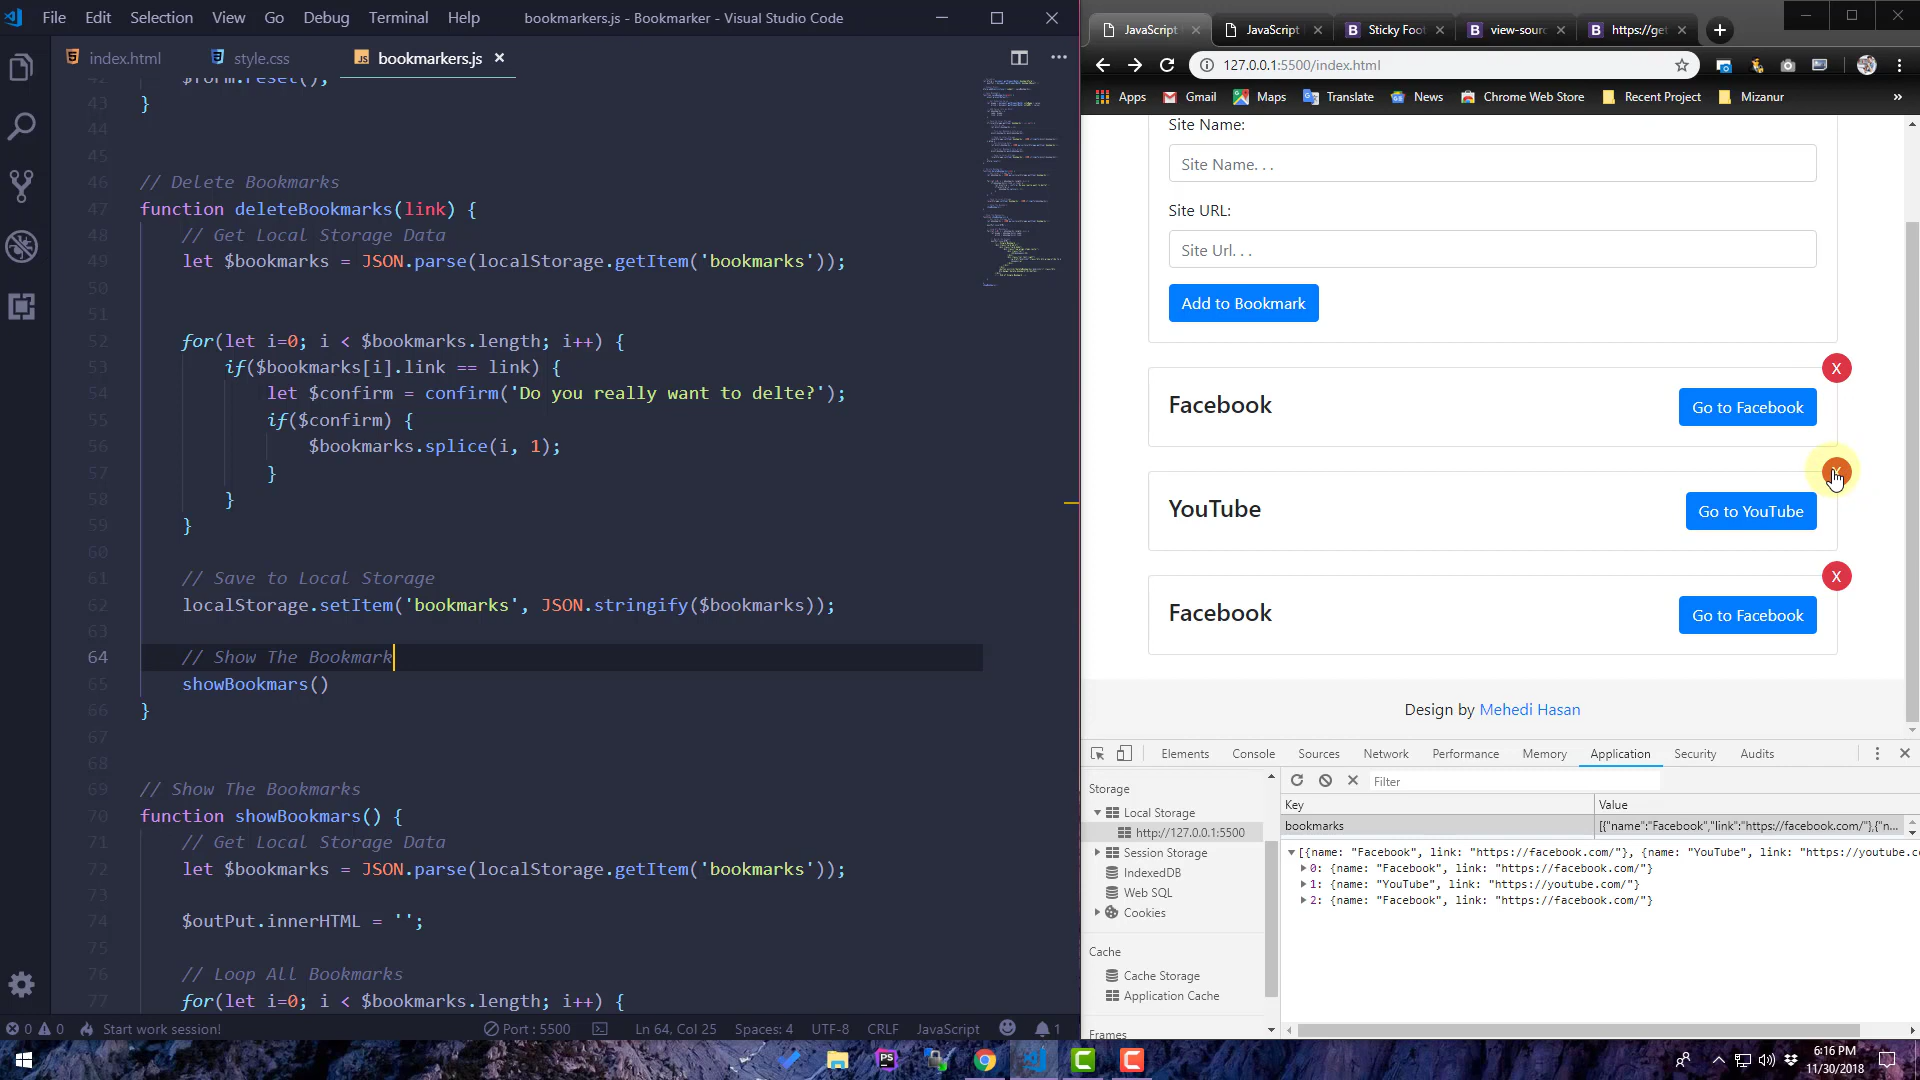 File Edit Selection View Go Debug Terminal Help bookmarkers.js - Bookmarker - Visual Studio Code
index.html style.css JS bookmarkers.js
42 $form.reset();
43 }
44
45
46 // Delete Bookmarks
47 function deleteBookmarks(link) {
48 // Get Local Storage Data
49 let $bookmarks = JSON.parse(localStorage.getItem('bookmarks'));
50
51
52 for(let i=0; i < $bookmarks.length; i++) {
53 if($bookmarks[i].link == link) {
54 let $confirm = confirm('Do you really want to delte?');
55 if($confirm) {
56 $bookmarks.splice(i, 1);
57 }
58 }
59 }
60
61 // Save to Local Storage
62 localStorage.setItem('bookmarks', JSON.stringify($bookmarks));
63
64 // Show The Bookmark
65 showBookmars()
66 }
67
68
69 // Show The Bookmarks
70 function showBookmars() {
71 // Get Local Storage Data
72 let $bookmarks = JSON.parse(localStorage.getItem('bookmarks'));
73
74 $outPut.innerHTML = '';
75
76 // Loop All Bookmarks
77 for(let i=0; i < $bookmarks.length; i++) {
0 0 Start work session! Port : 5500 Ln 64, Col 25 Spaces: 4 UTF-8 CRLF JavaScript 1
JavaScript JavaScript Sticky Foot view-sour https://get
127.0.0.1:5500/index.html
Apps Gmail Maps Translate News Chrome Web Store Recent Project Mizanur »
Site Name:
Site Name. . .
Site URL:
Site Url. . .
Add to Bookmark
X
Facebook Go to Facebook
YouTube Go to YouTube
X
Facebook Go to Facebook
Design by Mehedi Hasan
Elements Console Sources Network Performance Memory Application Security Audits
Storage
Local Storage
http://127.0.0.1:5500
Session Storage
IndexedDB
Web SQL
Cookies
Cache
Cache Storage
Application Cache
Frames
Filter
Key Value
bookmarks [{"name":"Facebook","link":"https://facebook.com/"},{"n...
[{name: "Facebook", link: "https://facebook.com/"}, {name: "YouTube", link: "https://youtube.co
0: {name: "Facebook", link: "https://facebook.com/"}
1: {name: "YouTube", link: "https://youtube.com/"}
2: {name: "Facebook", link: "https://facebook.com/"}
PS
6:16 PM
11/30/2018